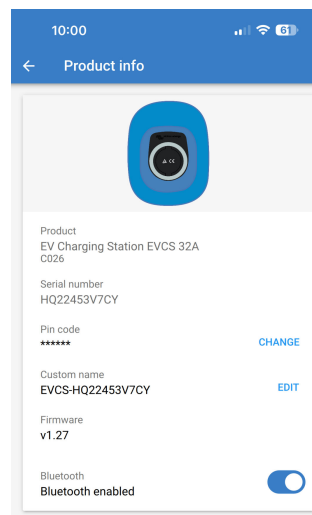 10:00
61
Product info
Product
EV Charging Station EVCS 32A
C026
Serial number
HQ22453V7CY
Pin code
******
CHANGE
Custom name
EVCS-HQ22453V7CY
EDIT
Firmware
v1.27
Bluetooth
Bluetooth enabled